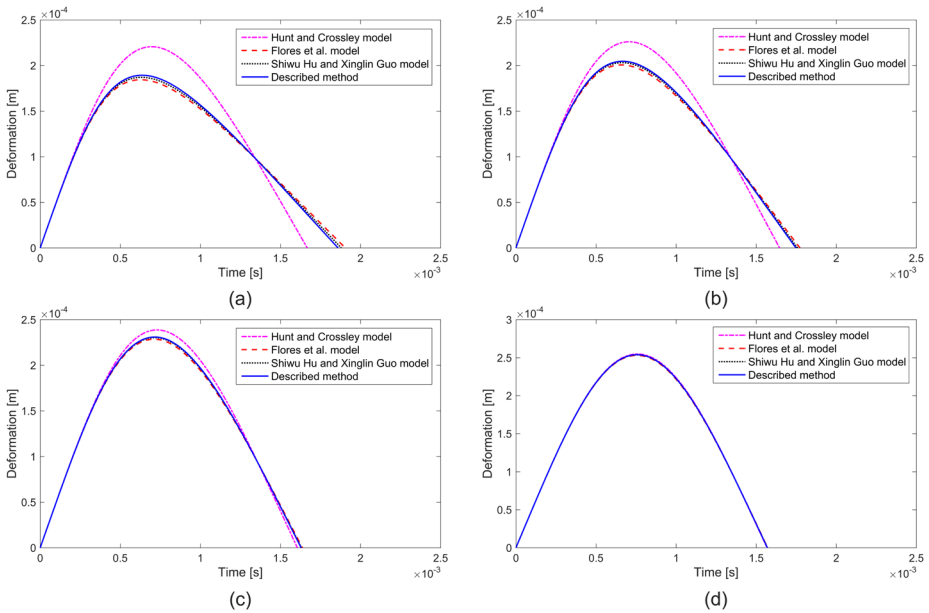 ×10⁻⁴
2.5
2
1.5
1
0.5
0
Deformation [m]
Hunt and Crossley model
Flores et al. model
Shiwu Hu and Xinglin Guo model
Described method
0 0.5 1 1.5 2 2.5
Time [s]
×10⁻³
(a)
×10⁻⁴
2.5
2
1.5
1
0.5
0
Deformation [m]
Hunt and Crossley model
Flores et al. model
Shiwu Hu and Xinglin Guo model
Described method
0 0.5 1 1.5 2 2.5
Time [s]
×10⁻³
(b)
×10⁻⁴
2.5
2
1.5
1
0.5
0
Deformation [m]
Hunt and Crossley model
Flores et al. model
Shiwu Hu and Xinglin Guo model
Described method
0 0.5 1 1.5 2 2.5
Time [s]
×10⁻³
(c)
×10⁻⁴
3
2.5
2
1.5
1
0.5
0
Deformation [m]
Hunt and Crossley model
Flores et al. model
Shiwu Hu and Xinglin Guo model
Described method
0 0.5 1 1.5 2 2.5
Time [s]
×10⁻³
(d)